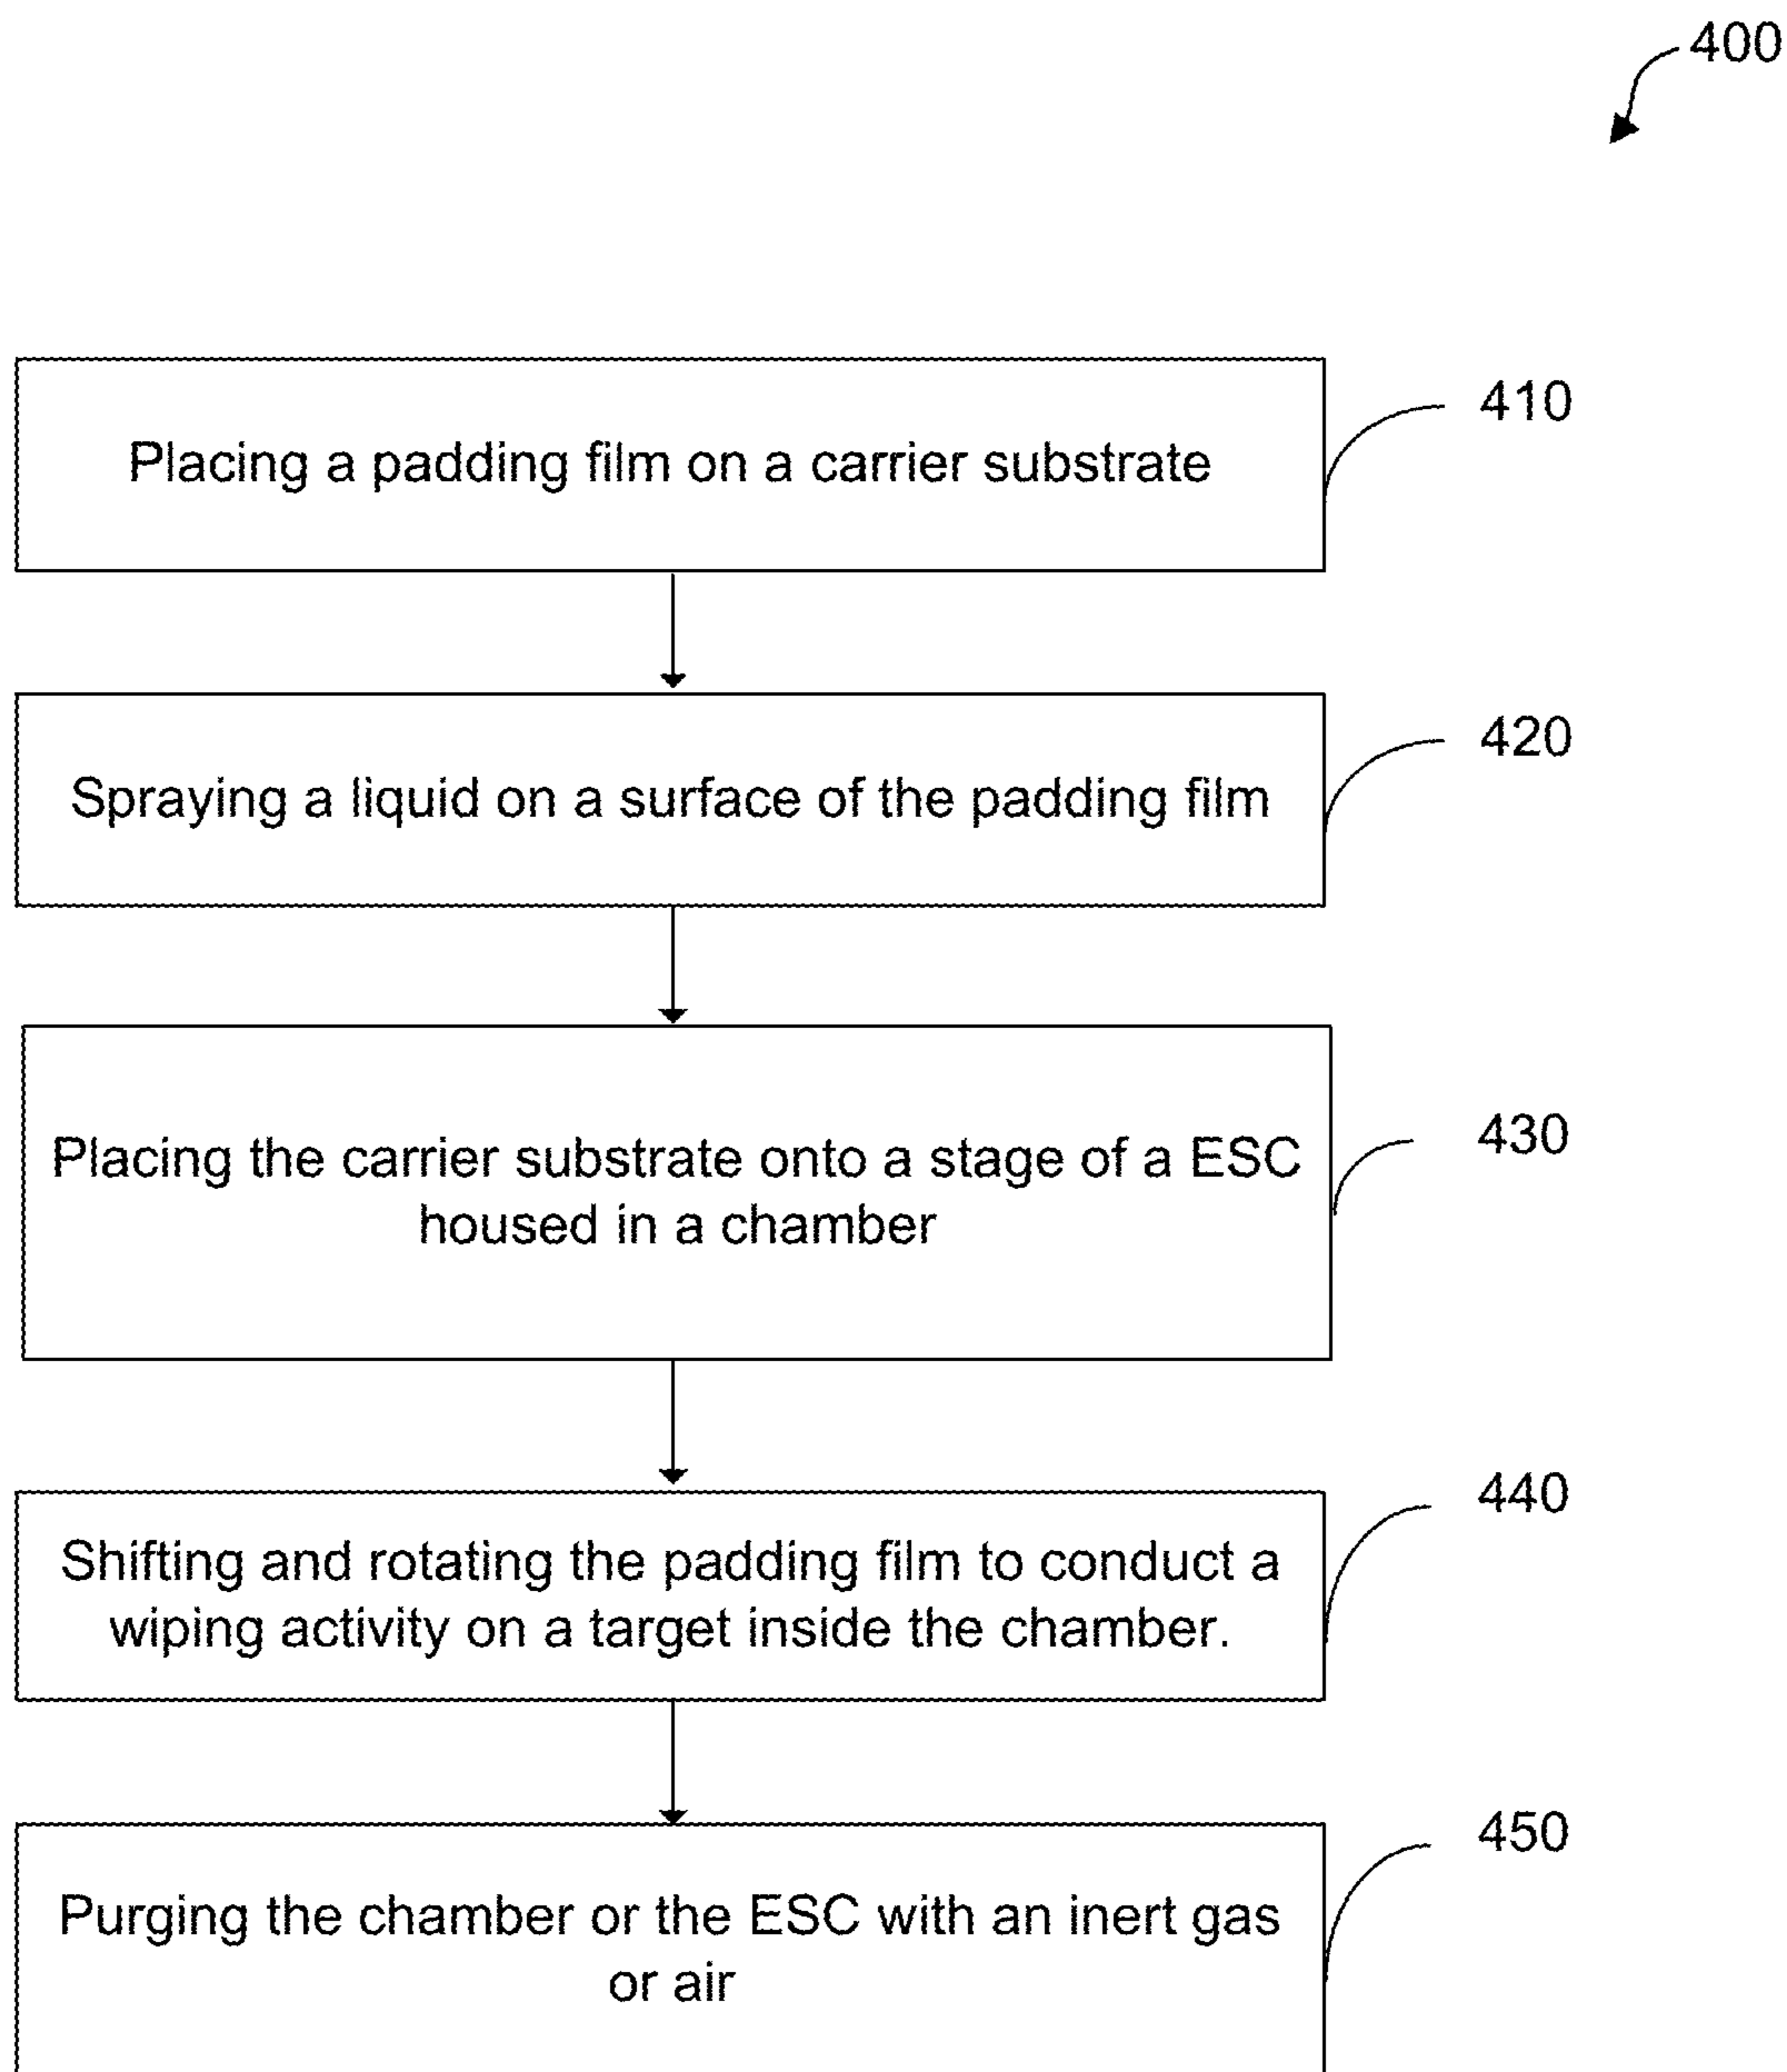 400
Placing a padding film on a carrier substrate
410
Spraying a liquid on a surface of the padding film
420
Placing the carrier substrate onto a stage of a ESC
housed in a chamber
430
Shifting and rotating the padding film to conduct a
wiping activity on a target inside the chamber.
440
Purging the chamber or the ESC with an inert gas
or air
450